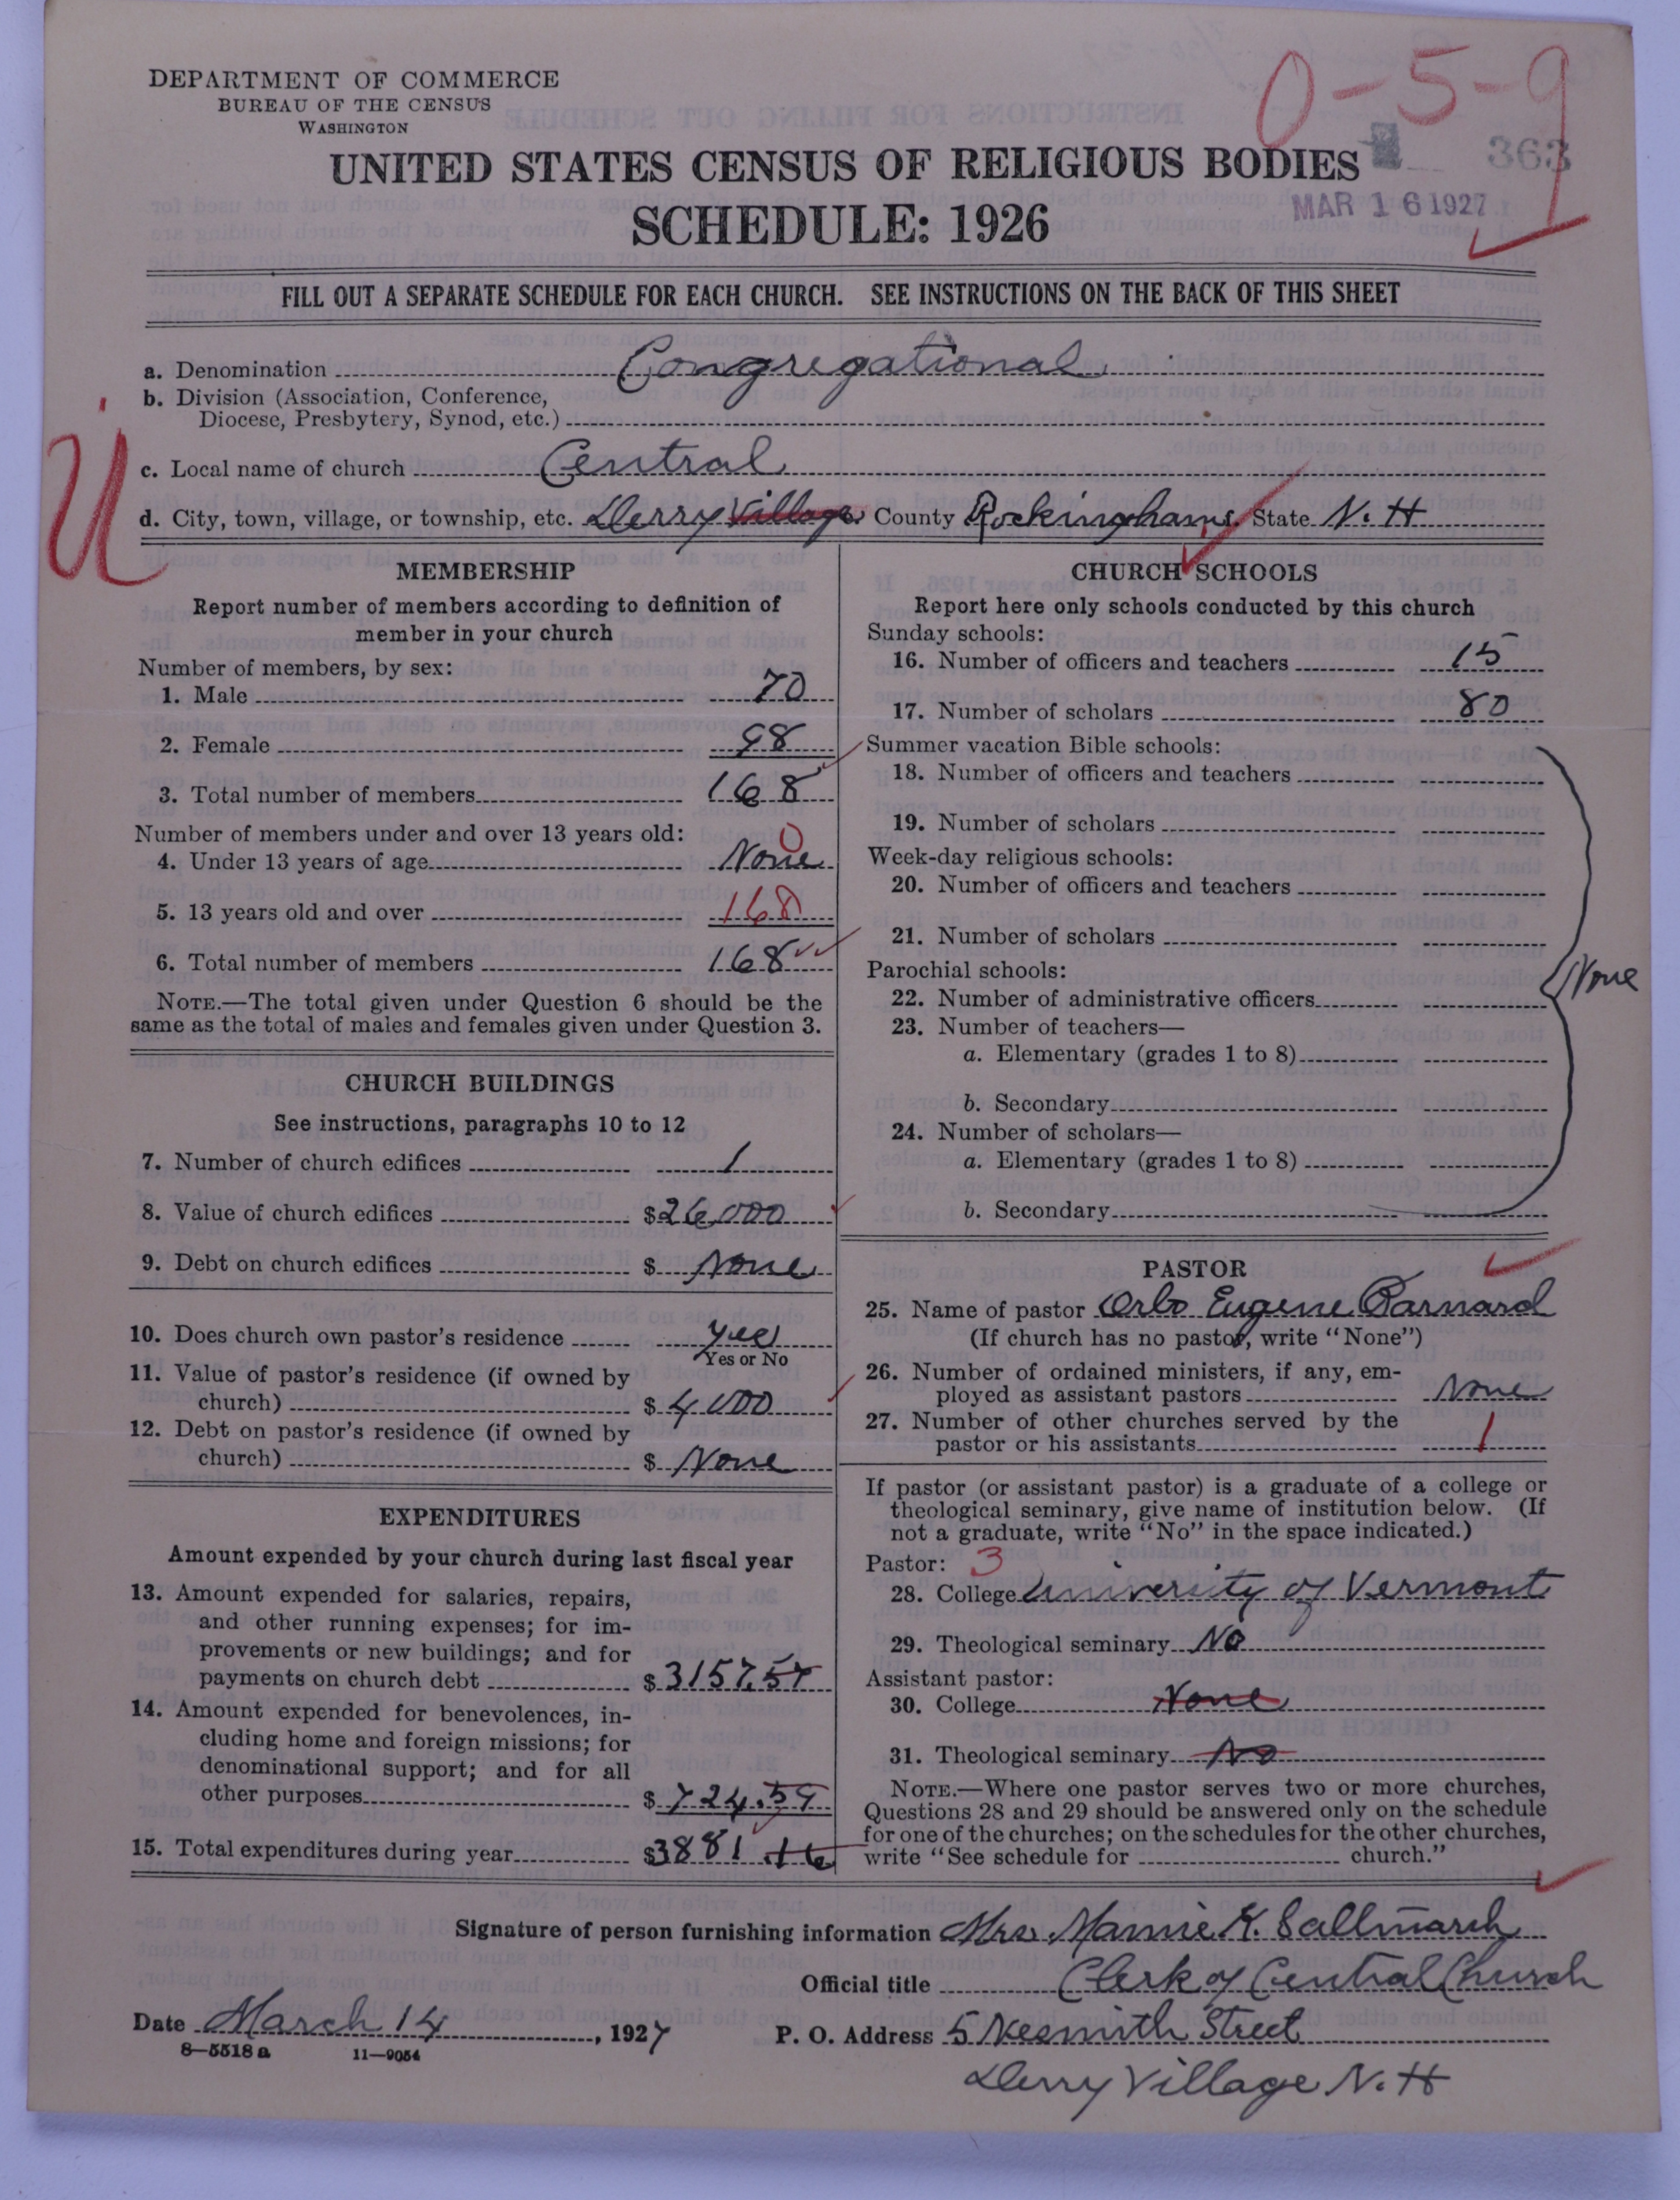 DEPARTMENT OF COMMERCE
BUREAU OF THE CENSUS
WASHINGTON
0-5-9
363
MAR 16 1927
UNITED STATES CENSUS OF RELIGIOUS BODIES
SCHEDULE: 1926
FILL OUT A SEPARATE SCHEDULE FOR EACH CHURCH. SEE INSTRUCTIONS ON THE BACK OF THIS SHEET
a. Denomination Congregational
b. Division (Association, Conference,
Diocese, Presbytery, Synod, etc.)
U
c. Local name of church Central
d. City, town, village, or township, etc. Derry Village County Rockingham State N. H
MEMBERSHIP
Report number of members according to definition of
member in your church
Number of members, by sex:
1. Male 70
2. Female 98
3. Total number of members 168
Number of members under and over 13 years old:
0
4. Under 13 years of age None
5. 13 years old and over 168
6. Total number of members 168
NOTE.—The total given under Question 6 should be the
same as the total of males and females given under Question 3.
CHURCH BUILDINGS
See instructions, paragraphs 10 to 12
7. Number of church edifices 1
8. Value of church edifices $26,000
9. Debt on church edifices $ None
10. Does church own pastor's residence yes
Yes or No
11. Value of pastor's residence (if owned by
church) $ 4000
12. Debt on pastor's residence (if owned by
church) $ None
EXPENDITURES
Amount expended by your church during last fiscal year
13. Amount expended for salaries, repairs,
and other running expenses; for im-
provements or new buildings; and for
payments on church debt $ 3157.57
14. Amount expended for benevolences, in-
cluding home and foreign missions; for
denominational support; and for all
other purposes $ 724.59
15. Total expenditures during year $3881.16
CHURCH SCHOOLS
Report here only schools conducted by this church
Sunday schools:
16. Number of officers and teachers 15
17. Number of scholars 80
Summer vacation Bible schools:
18. Number of officers and teachers
19. Number of scholars
Week-day religious schools:
20. Number of officers and teachers
21. Number of scholars
Parochial schools:
None
22. Number of administrative officers
23. Number of teachers—
a. Elementary (grades 1 to 8)
b. Secondary
24. Number of scholars—
a. Elementary (grades 1 to 8)
b. Secondary
PASTOR
25. Name of pastor Orlo Eugene Barnard
(If church has no pastor, write "None")
26. Number of ordained ministers, if any, em-
ployed as assistant pastors None
27. Number of other churches served by the
pastor or his assistants 1
If pastor (or assistant pastor) is a graduate of a college or
theological seminary, give name of institution below. (If
not a graduate, write "No" in the space indicated.)
Pastor: 3
28. College University of Vermont
29. Theological seminary No
Assistant pastor:
30. College None
31. Theological seminary No
NOTE.—Where one pastor serves two or more churches,
Questions 28 and 29 should be answered only on the schedule
for one of the churches; on the schedules for the other churches,
write "See schedule for church."
Signature of person furnishing information Mrs. Mamie K. Sallmarsh
Official title Clerk of Central Church
Date March 14, 1927
P. O. Address 5 Nesmith Street
8—5518a 11—9054
Derry Village N. H